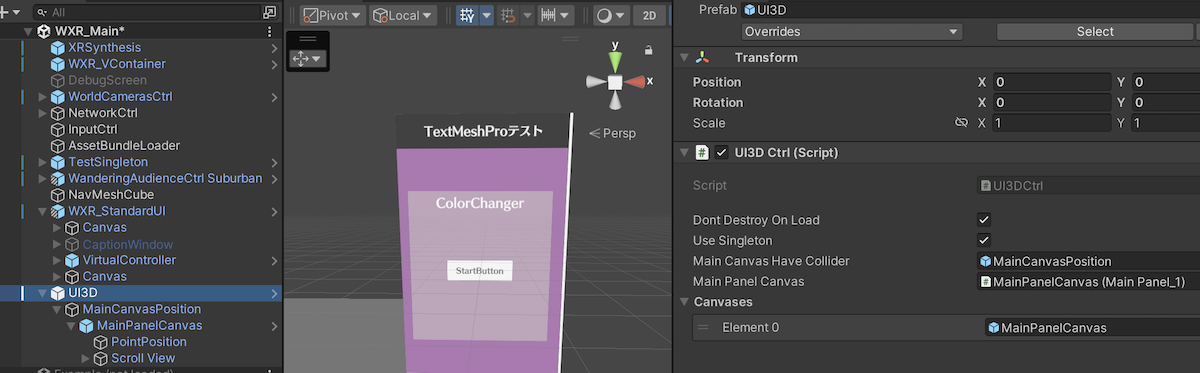 All
WXR_Main*
XRSynthesis
WXR_VContainer
DebugScreen
WorldCamerasCtrl
NetworkCtrl
InputCtrl
AssetBundleLoader
TestSingleton
WanderingAudienceCtrl Suburban
NavMeshCube
WXR_StandardUI
Canvas
CaptionWindow
VirtualController
Canvas
UI3D
MainCanvasPosition
MainPanelCanvas
PointPosition
Scroll View
Pivot
Local
2D
y
x
Persp
TextMeshProテスト
ColorChanger
StartButton
Prefab UI3D
Overrides Select
Transform
Position X 0 Y 0
Rotation X 0 Y 0
Scale X 1 Y 1
UI3D Ctrl (Script)
Script UI3DCtrl
Dont Destroy On Load
Use Singleton
Main Canvas Have Collider MainCanvasPosition
Main Panel Canvas MainPanelCanvas (Main Panel_1)
Canvases
Element 0 MainPanelCanvas